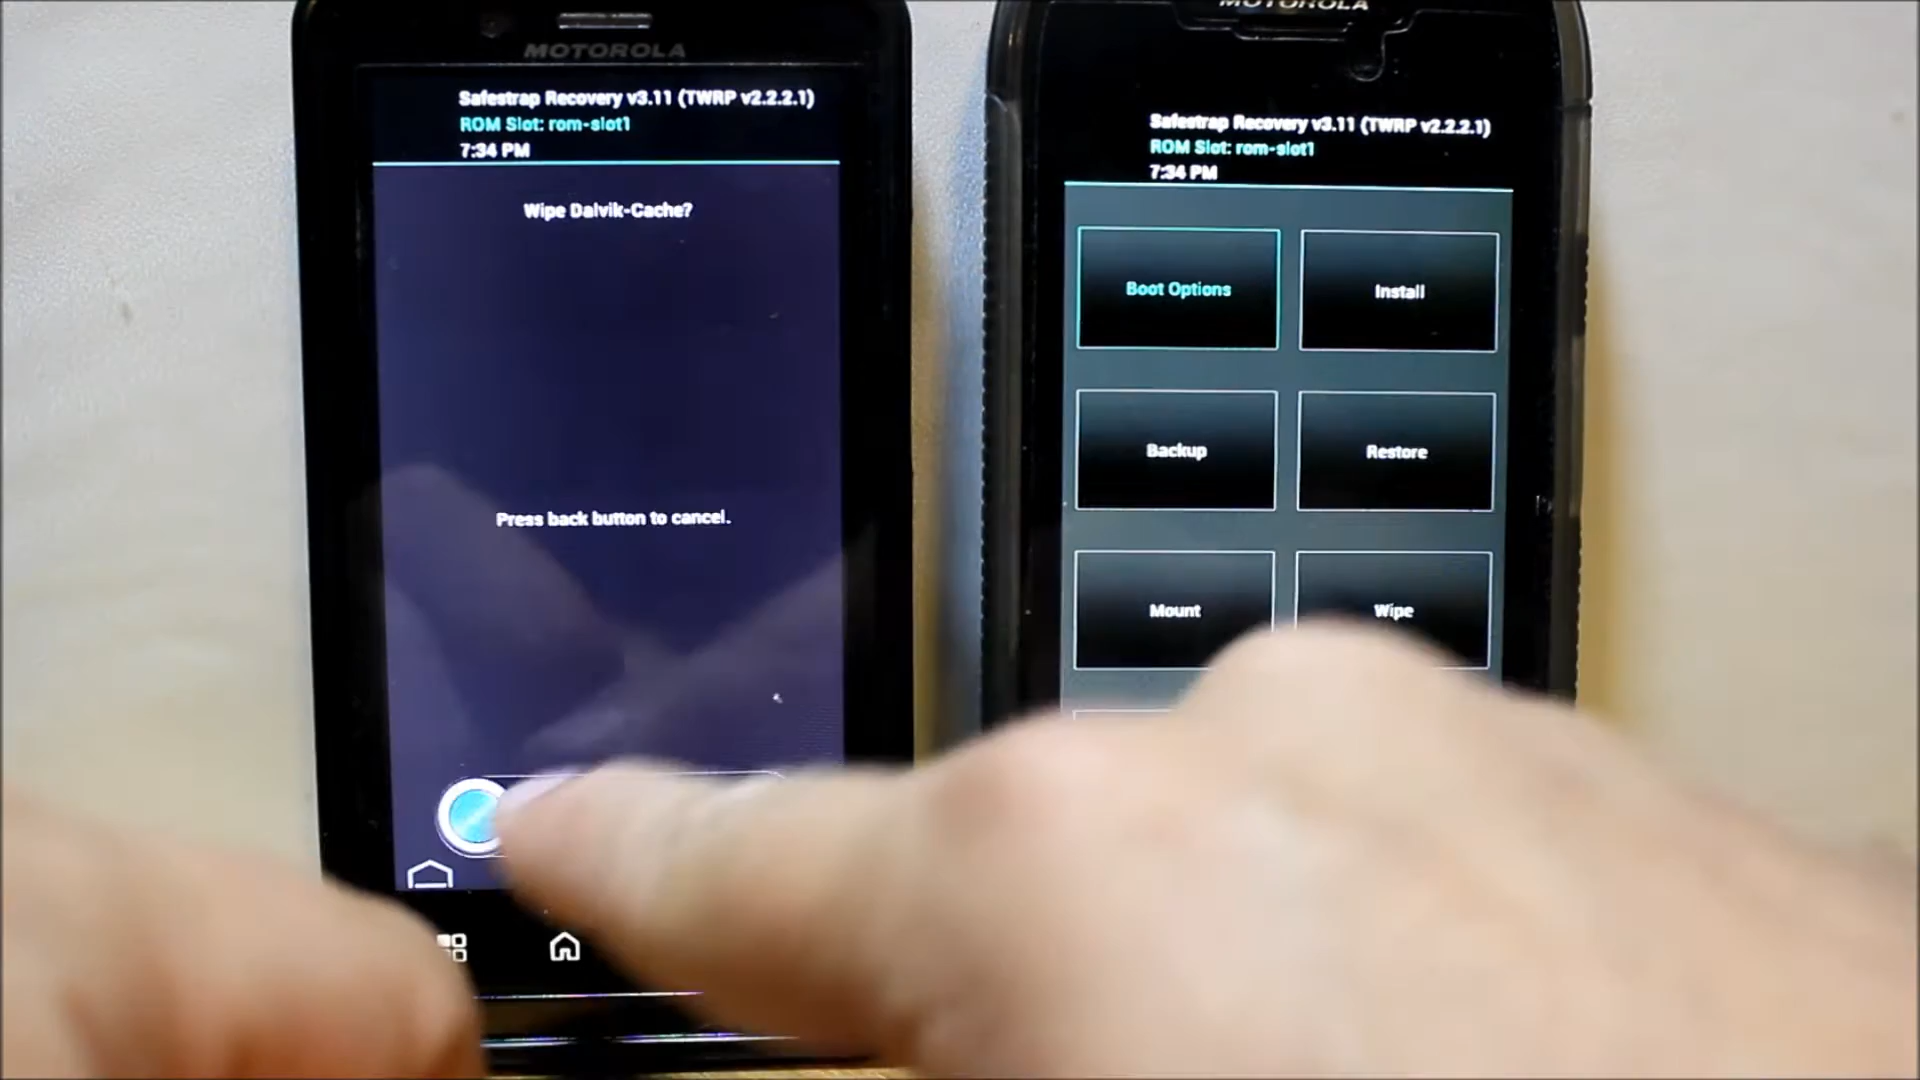 MOTOROLA
Safestrap Recovery v3.11 (TWRP v2.2.2.1)
ROM Slot: rom-slot1
7:34 PM
Wipe Dalvik-Cache?
Press back button to cancel.
MOTOROLA
Safestrap Recovery v3.11 (TWRP v2.2.2.1)
ROM Slot: rom-slot1
7:34 PM
Boot Options
Install
Backup
Restore
Mount
Wipe